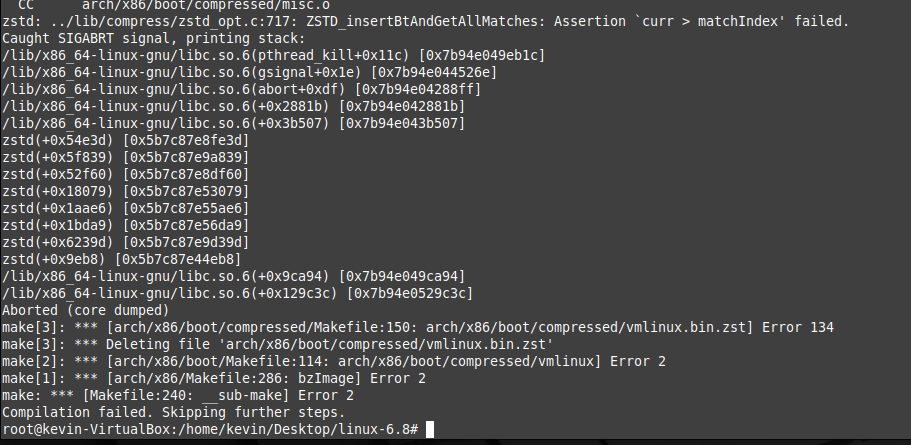 CC      arch/x86/boot/compressed/misc.o
zstd: ../lib/compress/zstd_opt.c:717: ZSTD_insertBtAndGetAllMatches: Assertion `curr > matchIndex' failed.
Caught SIGABRT signal, printing stack:
/lib/x86_64-linux-gnu/libc.so.6(pthread_kill+0x11c) [0x7b94e049eb1c]
/lib/x86_64-linux-gnu/libc.so.6(gsignal+0x1e) [0x7b94e044526e]
/lib/x86_64-linux-gnu/libc.so.6(abort+0xdf) [0x7b94e04288ff]
/lib/x86_64-linux-gnu/libc.so.6(+0x2881b) [0x7b94e042881b]
/lib/x86_64-linux-gnu/libc.so.6(+0x3b507) [0x7b94e043b507]
zstd(+0x54e3d) [0x5b7c87e8fe3d]
zstd(+0x5f839) [0x5b7c87e9a839]
zstd(+0x52f60) [0x5b7c87e8df60]
zstd(+0x18079) [0x5b7c87e53079]
zstd(+0x1aae6) [0x5b7c87e55ae6]
zstd(+0x1bda9) [0x5b7c87e56da9]
zstd(+0x6239d) [0x5b7c87e9d39d]
zstd(+0x9eb8) [0x5b7c87e44eb8]
/lib/x86_64-linux-gnu/libc.so.6(+0x9ca94) [0x7b94e049ca94]
/lib/x86_64-linux-gnu/libc.so.6(+0x129c3c) [0x7b94e0529c3c]
Aborted (core dumped)
make[3]: *** [arch/x86/boot/compressed/Makefile:150: arch/x86/boot/compressed/vmlinux.bin.zst] Error 134
make[3]: *** Deleting file 'arch/x86/boot/compressed/vmlinux.bin.zst'
make[2]: *** [arch/x86/boot/Makefile:114: arch/x86/boot/compressed/vmlinux] Error 2
make[1]: *** [arch/x86/Makefile:286: bzImage] Error 2
make: *** [Makefile:240: __sub-make] Error 2
Compilation failed. Skipping further steps.
root@kevin-VirtualBox:/home/kevin/Desktop/linux-6.8#